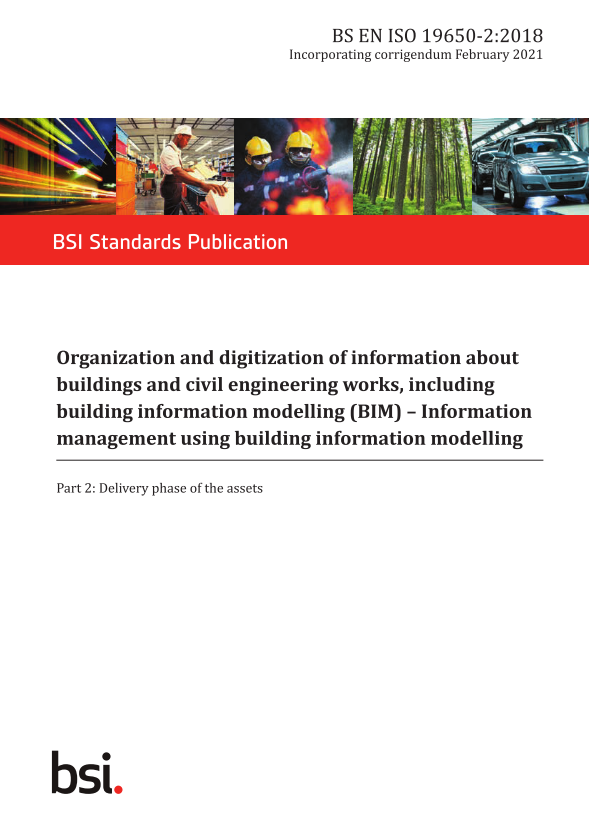 BS EN ISO 19650-2:2018
Incorporating corrigendum February 2021
BSI Standards Publication
Organization and digitization of information about
buildings and civil engineering works, including
building information modelling (BIM) – Information
management using building information modelling
Part 2: Delivery phase of the assets
bsi.